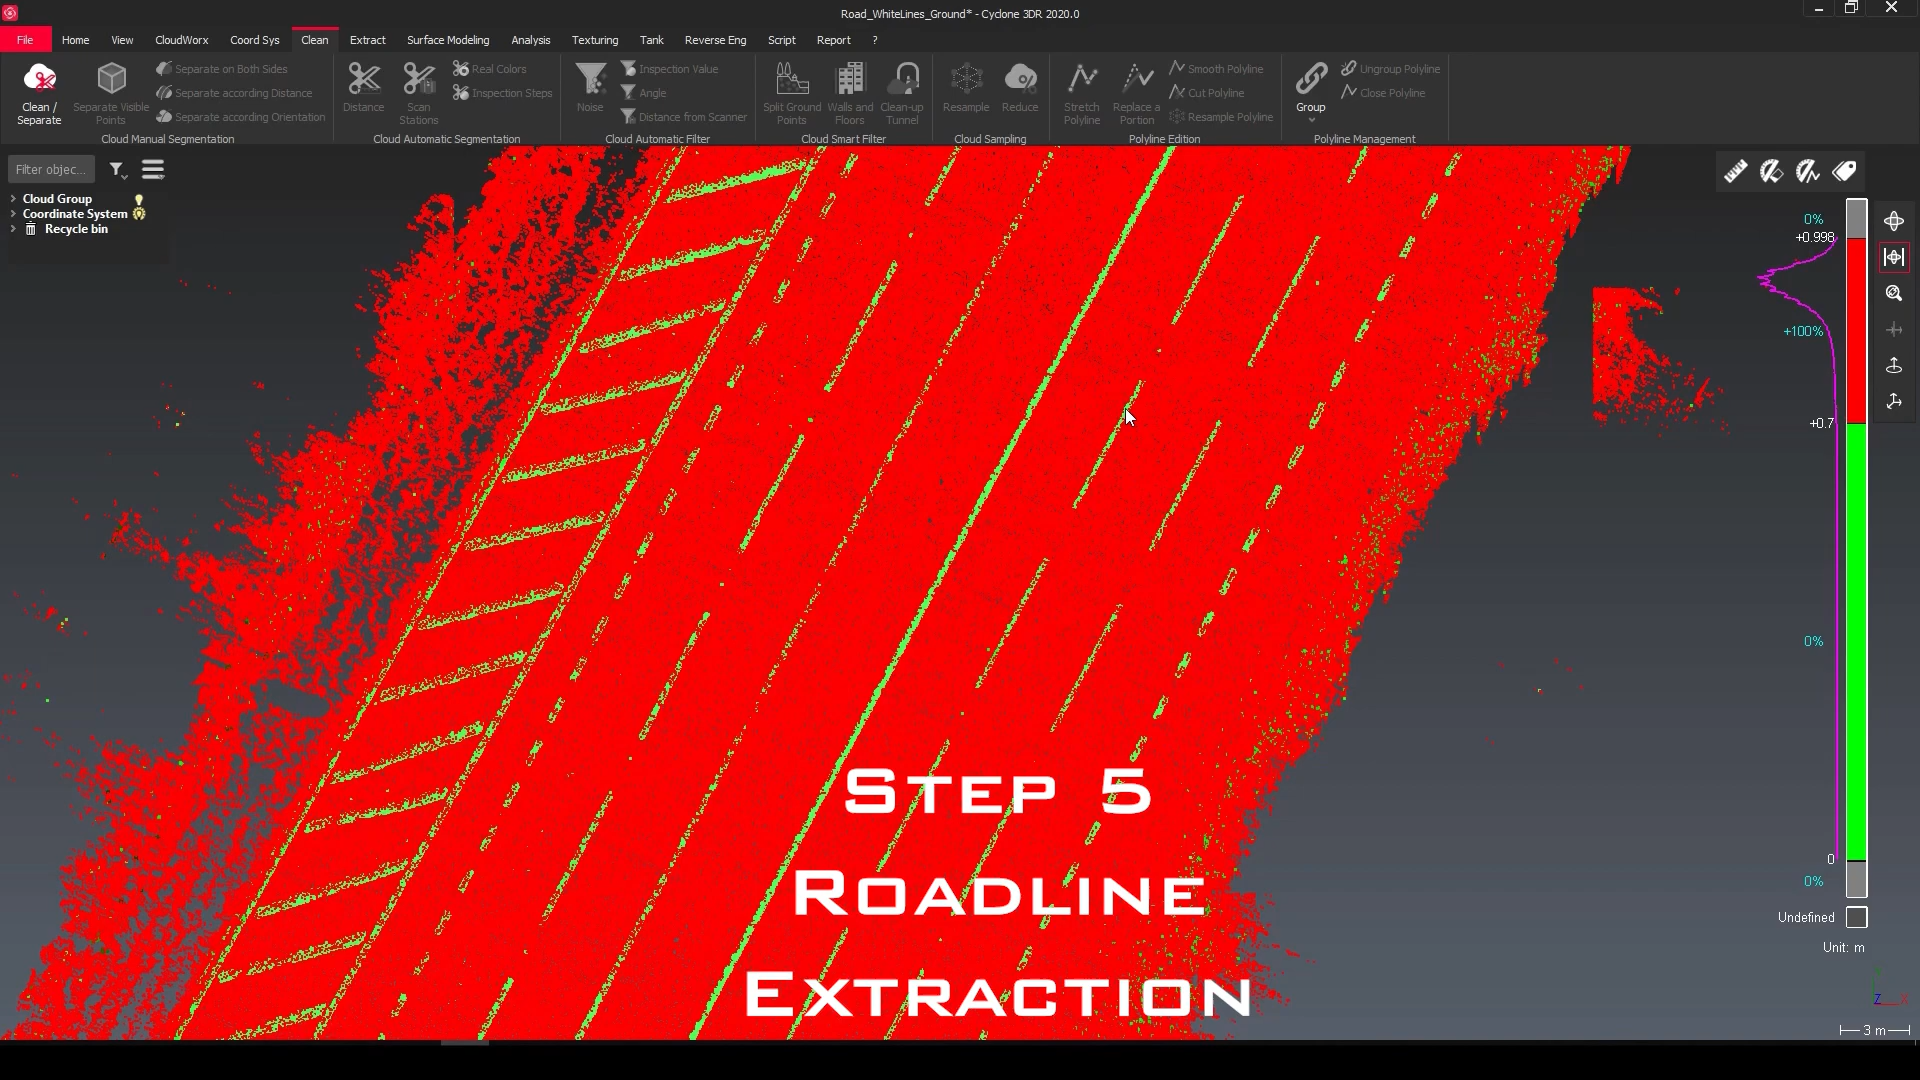 Road_WhiteLines_Ground* - Cyclone 3DR 2020.0
File Home View CloudWorx Coord Sys Clean Extract Surface Modeling Analysis Texturing Tank Reverse Eng Script Report ?
Clean / Separate
Separate Visible Points
Separate on Both Sides
Separate according Distance
Separate according Orientation
Cloud Manual Segmentation
Distance
Scan Stations
Real Colors
Inspection Steps
Cloud Automatic Segmentation
Noise
Inspection Value
Angle
Distance from Scanner
Cloud Automatic Filter
Split Ground Points
Walls and Floors
Clean-up Tunnel
Cloud Smart Filter
Resample
Reduce
Cloud Sampling
Stretch Polyline
Replace a Portion
Smooth Polyline
Cut Polyline
Resample Polyline
Polyline Edition
Group
Ungroup Polyline
Close Polyline
Polyline Management
Filter objec...
Cloud Group
Coordinate System
Recycle bin
0%
+0.998
+100%
+0.7
0%
0
0%
Undefined
Unit: m
Z X
3 m
Step 5
Roadline
Extraction